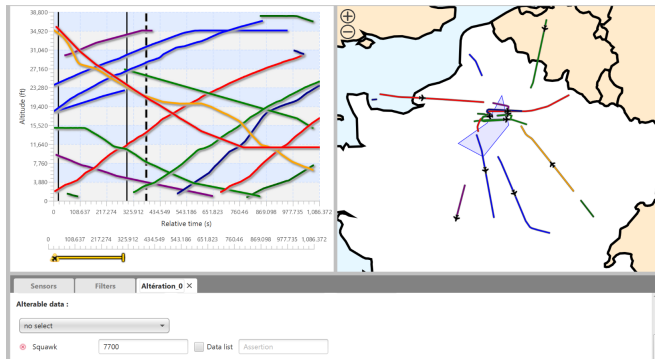 38,800
34,920
31,040
27,160
23,280
19,400
15,520
11,640
7,760
3,880
0
Altitude (ft)
0 108.637 217.274 325.912 434.549 543.186 651.823 760.46 869.098 977.735 1,086.372
Relative time (s)
0 108.637 217.274 325.912 434.549 543.186 651.823 760.46 869.098 977.735 1,086.372
Sensors Filters Altération_0 ×
Alterable data :
no select
Squawk 7700 Data list Assertion